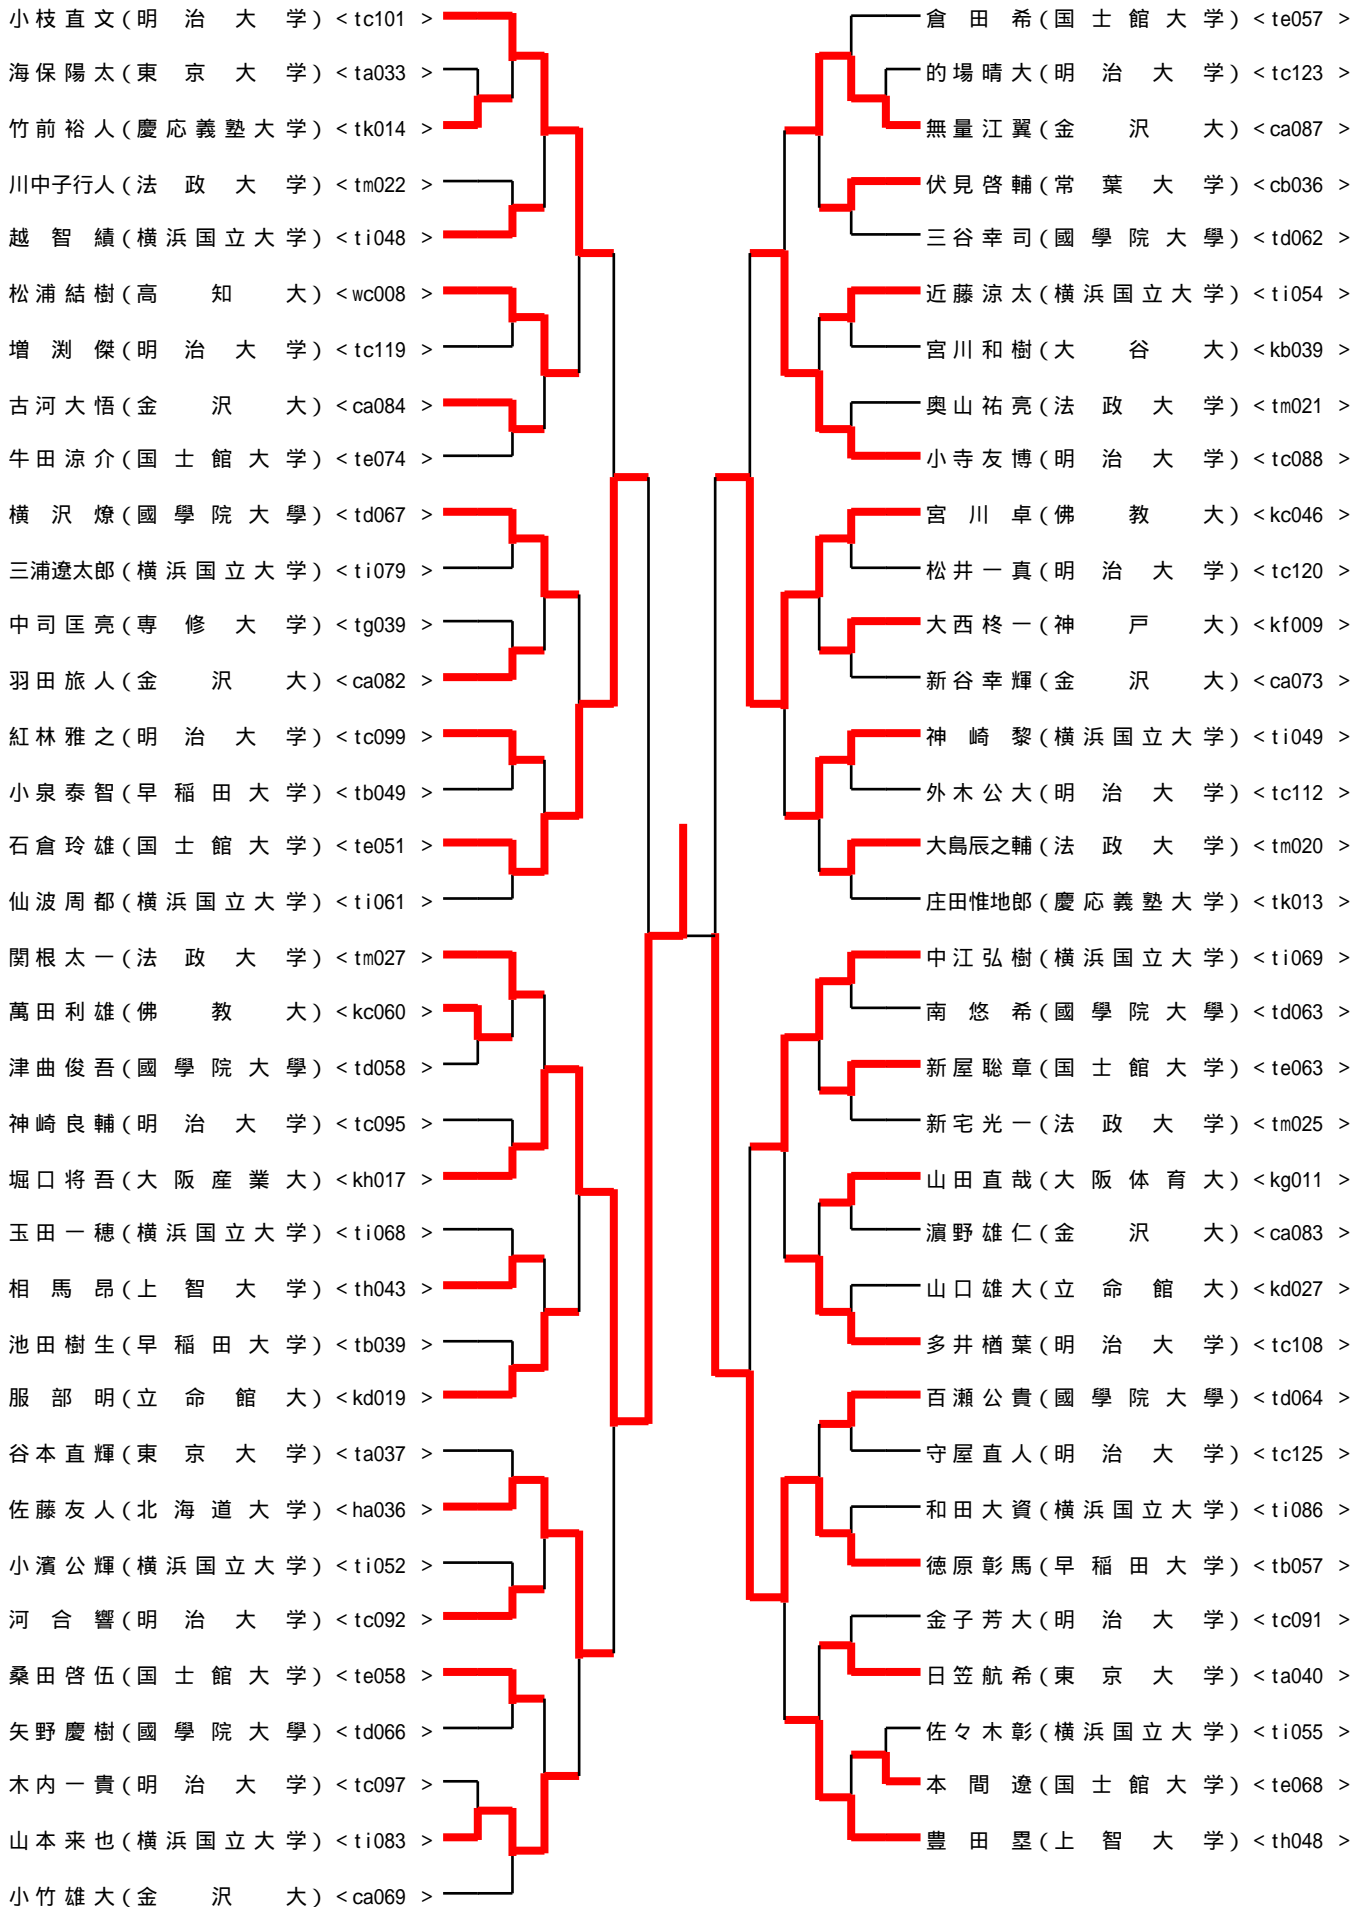 小枝直文(明治大学)<tc101 >
海保陽太(東京大学)<ta033 >
竹前裕人(慶応義塾大学)<tk014 >
川中子行人(法政大学)<tm022 >
越智績(横浜国立大学)<ti048 >
松浦結樹(高知大)<wc008 >
増渕傑(明治大学)<tc119 >
古河大悟(金沢大)<ca084 >
牛田涼介(国士館大学)<te074 >
横沢燎(國學院大學)<td067 >
三浦遼太郎(横浜国立大学)<ti079 >
中司匡亮(専修大学)<tg039 >
羽田旅人(金沢大)<ca082 >
紅林雅之(明治大学)<tc099 >
小泉泰智(早稲田大学)<tb049 >
石倉玲雄(国士館大学)<te051 >
仙波周都(横浜国立大学)<ti061 >
関根太一(法政大学)<tm027 >
萬田利雄(佛教大)<kc060 >
津曲俊吾(國學院大學)<td058 >
神崎良輔(明治大学)<tc095 >
堀口将吾(大阪産業大)<kh017 >
玉田一穂(横浜国立大学)<ti068 >
相馬昂(上智大学)<th043 >
池田樹生(早稲田大学)<tb039 >
服部明(立命館大)<kd019 >
谷本直輝(東京大学)<ta037 >
佐藤友人(北海道大学)<ha036 >
小濱公輝(横浜国立大学)<ti052 >
河合響(明治大学)<tc092 >
桑田啓伍(国士館大学)<te058 >
矢野慶樹(國學院大學)<td066 >
木内一貴(明治大学)<tc097 >
山本来也(横浜国立大学)<ti083 >
小竹雄大(金沢大)<ca069 >
倉田希(国士館大学)<te057 >
的場晴大(明治大学)<tc123 >
無量江翼(金沢大)<ca087 >
伏見啓輔(常葉大学)<cb036 >
三谷幸司(國學院大學)<td062 >
近藤涼太(横浜国立大学)<ti054 >
宮川和樹(大谷大)<kb039 >
奥山祐亮(法政大学)<tm021 >
小寺友博(明治大学)<tc088 >
宮川卓(佛教大)<kc046 >
松井一真(明治大学)<tc120 >
大西柊一(神戸大)<kf009 >
新谷幸輝(金沢大)<ca073 >
神崎黎(横浜国立大学)<ti049 >
外木公大(明治大学)<tc112 >
大島辰之輔(法政大学)<tm020 >
庄田惟地郎(慶応義塾大学)<tk013 >
中江弘樹(横浜国立大学)<ti069 >
南悠希(國學院大學)<td063 >
新屋聡章(国士館大学)<te063 >
新宅光一(法政大学)<tm025 >
山田直哉(大阪体育大)<kg011 >
濵野雄仁(金沢大)<ca083 >
山口雄大(立命館大)<kd027 >
多井楢葉(明治大学)<tc108 >
百瀬公貴(國學院大學)<td064 >
守屋直人(明治大学)<tc125 >
和田大資(横浜国立大学)<ti086 >
徳原彰馬(早稲田大学)<tb057 >
金子芳大(明治大学)<tc091 >
日笠航希(東京大学)<ta040 >
佐々木彰(横浜国立大学)<ti055 >
本間遼(国士館大学)<te068 >
豊田塁(上智大学)<th048 >